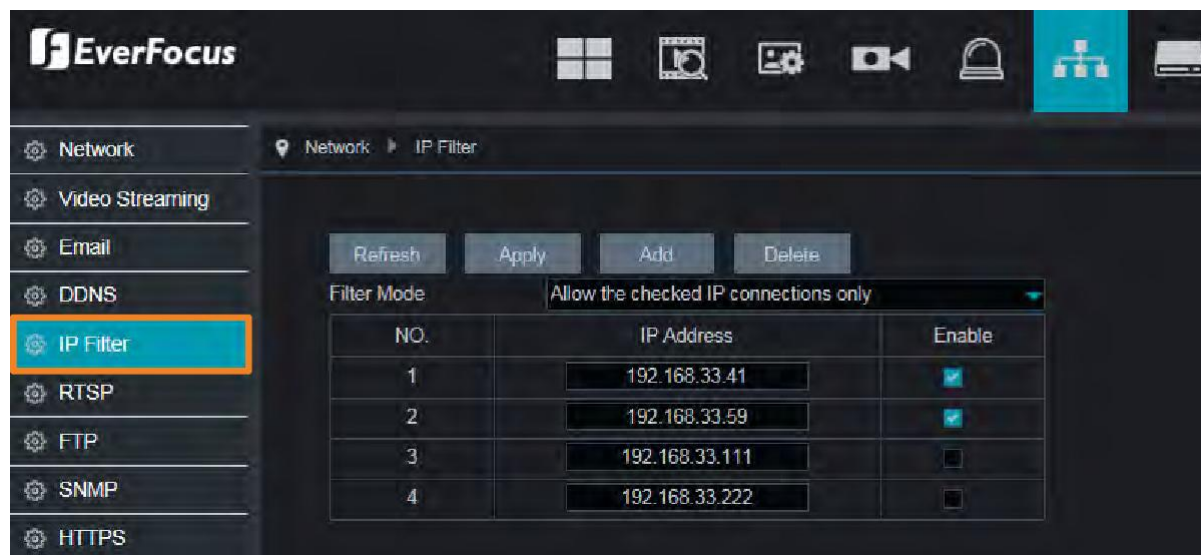 EverFocus
Network
Video Streaming
Email
DDNS
IP Filter
RTSP
FTP
SNMP
HTTPS
Network IP Filter
Refresh Apply Add Delete
Filter Mode Allow the checked IP connections only
NO. IP Address Enable
1 192.168.33.41
2 192.168.33.59
3 192.168.33.111
4 192.168.33.222